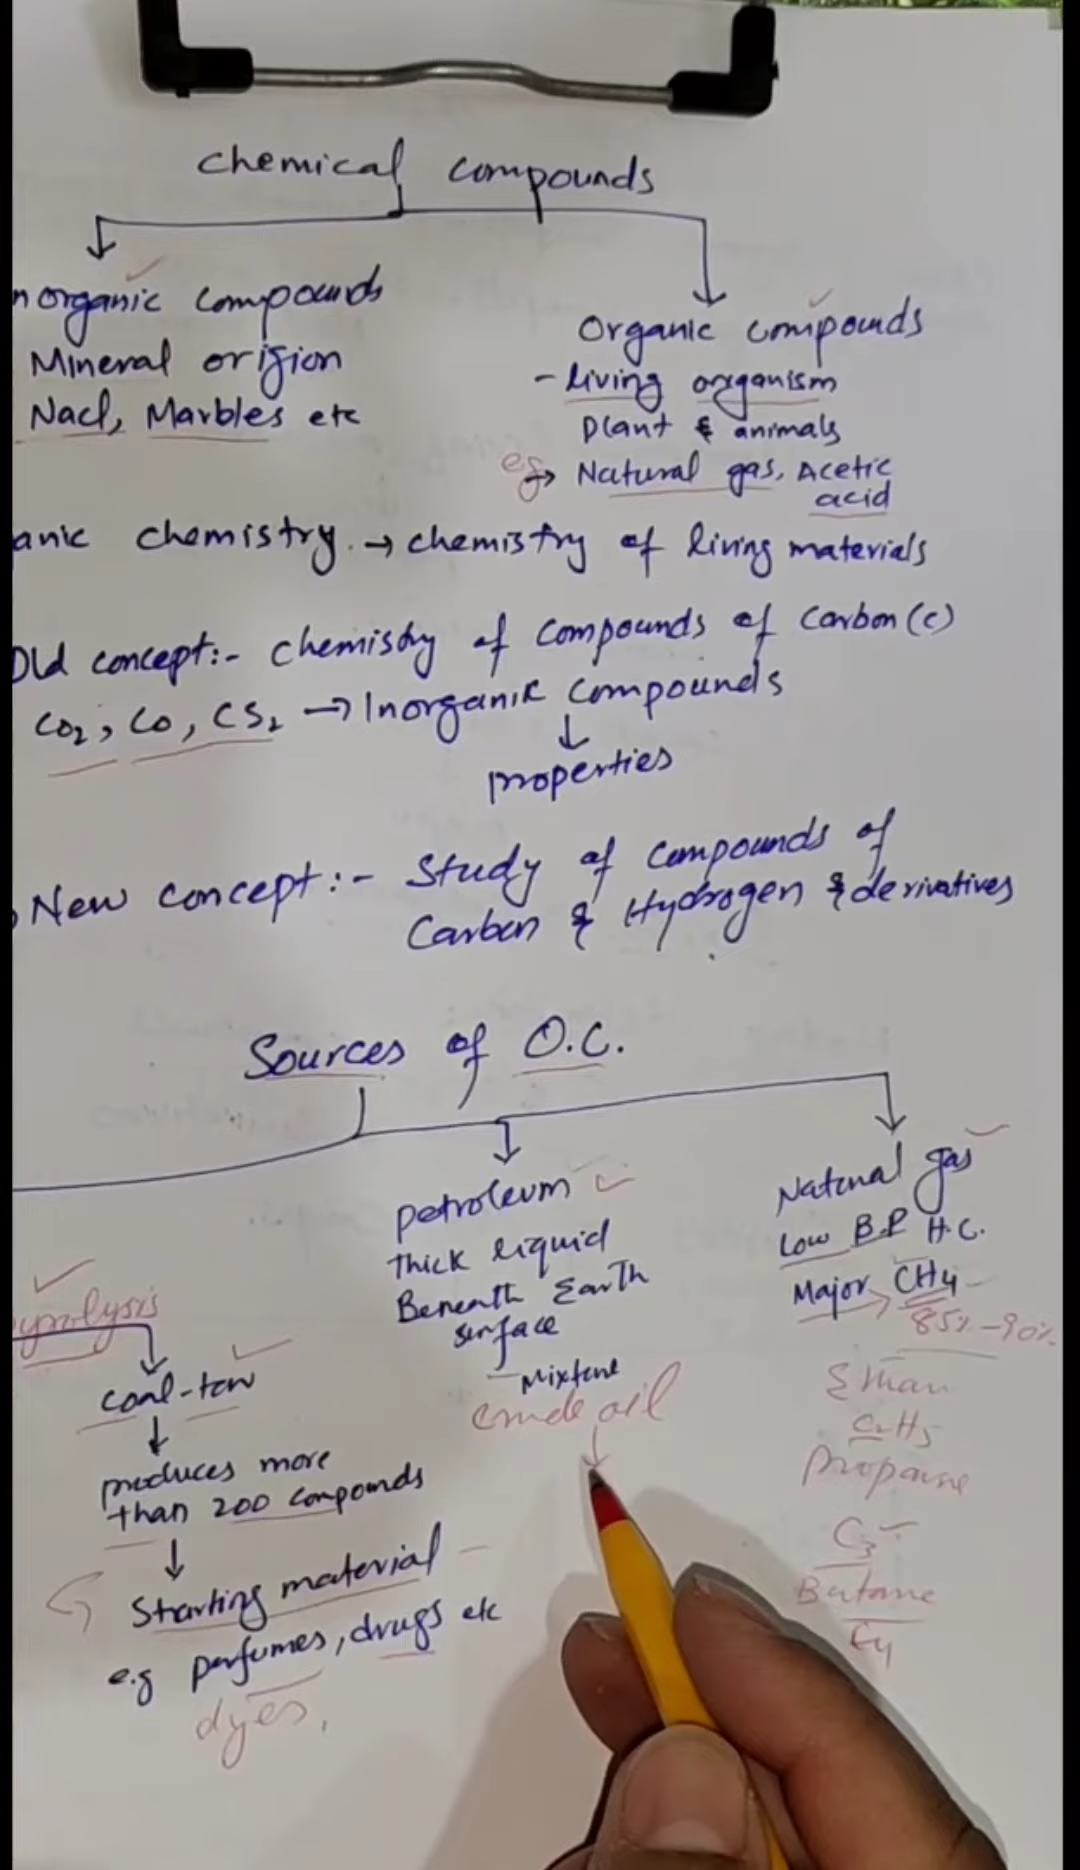 Chemical Compounds
norganic Compounds
Organic compounds
Mineral origion
- living organism
Nacl, Marbles etc
Plant & animals
eg → Natural gas, Acetic
acid
anic chemistry. → chemistry of living materials
Old concept:- chemistry of compounds of Carbon (c)
CO2, CO, CS2 → Inorganic Compounds
↓
properties
New concept:- Study of Compounds of
Carbon & Hydrogen & derivatives
Sources of O.C.
petroleum
thick liquid
Beneath Earth
surface
Mixture
Crude oil
Natural gas
Low B.P H.C.
Major → CH4
85% - 90%
Ethan
C2H5
Propane
C3
Butane
C4
yrolysis
Coal-tar
↓
produces more
than 200 compounds
↓
Starting material
e.g perfumes, drugs etc
dyes,